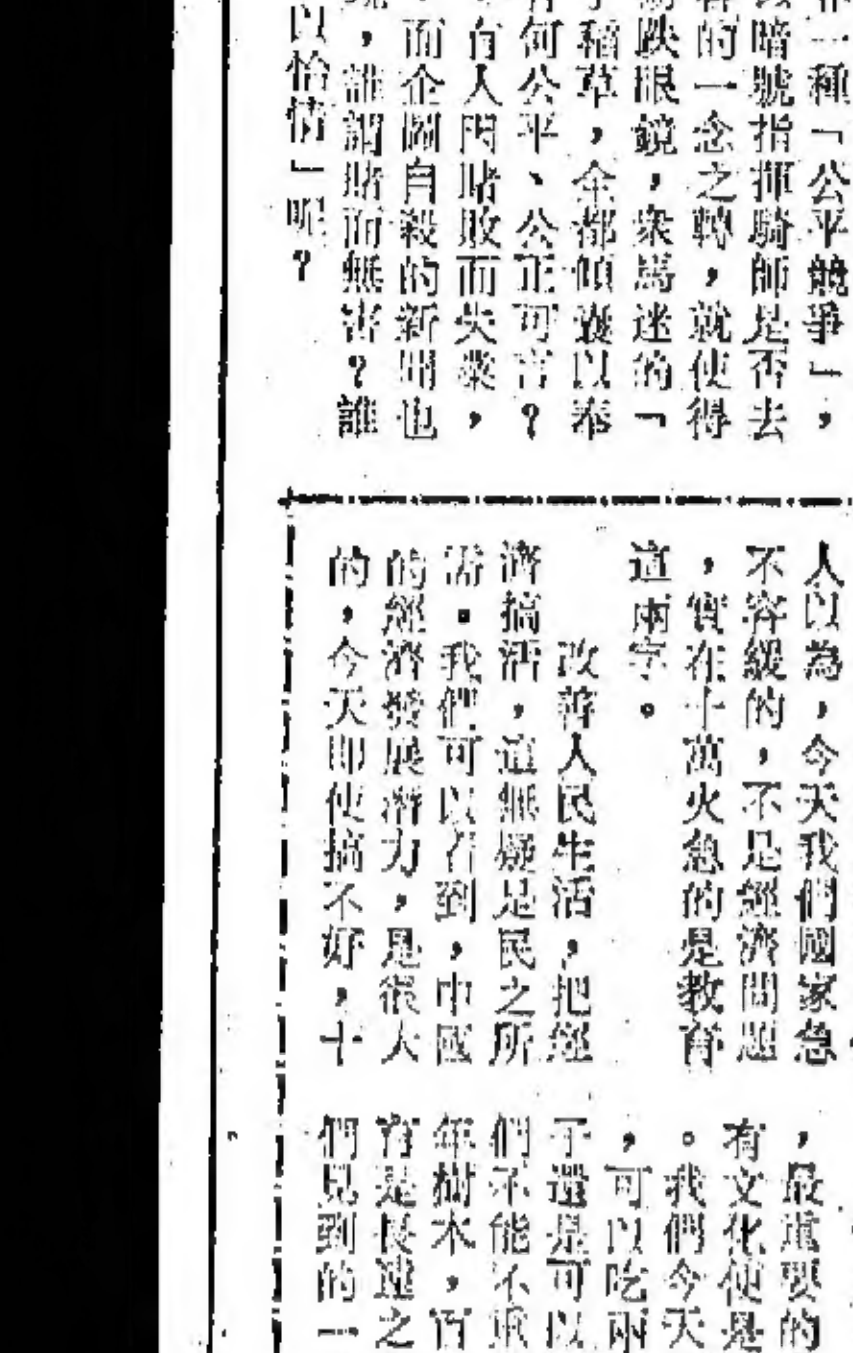 非一種「公平競爭」，
以暗號指揮騎師是否去
的一念之轉，就使得
跌眼鏡，衆馬迷的「
稻草，全都傾囊以奉
何公平、公正可言？
有人鬥賭敗而失業，
而企圖自殺的新聞也
，誰謂賭而無害？誰
以怡情」呢？
人以為，今天我們國家急
不容緩的，不是經濟問題
，實在十萬火急的是教育
這兩字。
改善人民生活，把經
濟搞活，這無疑是民之所
需。我們可以看到，中國
的經濟發展潛力，是很大
的，今天即使搞不好，十
，最重要的
有文化便是
。我們今天
，可以吃兩
子還是可以
們不能不重
年樹木，百
育是長遠之
們見到的一